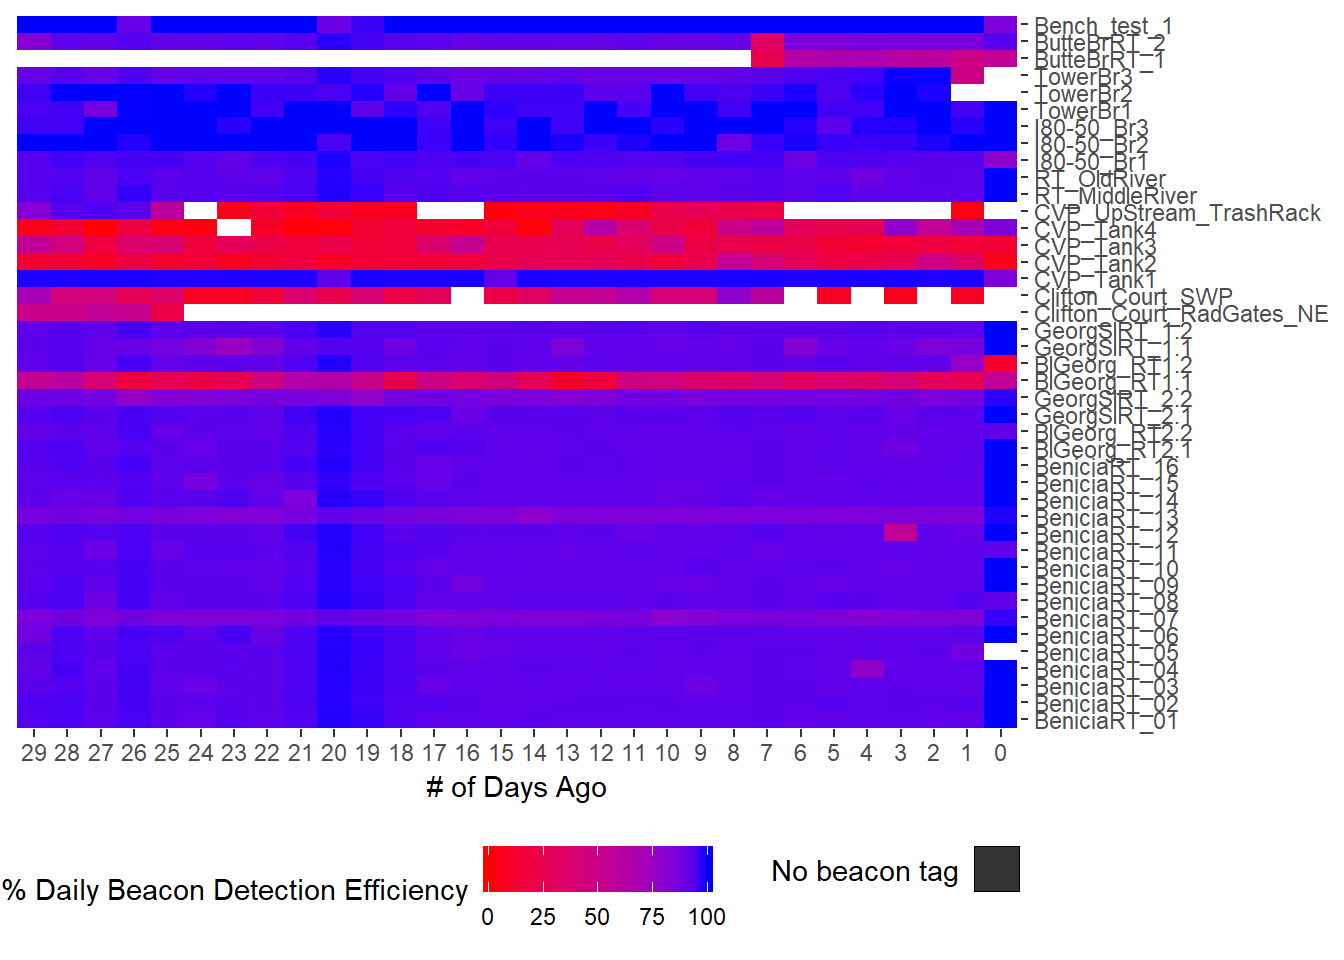 Bench_test_1
ButteBrRT_2
ButteBrRT_1
TowerBr3
TowerBr2
TowerBr1
I80-50_Br3
I80-50_Br2
I80-50_Br1
RT_OldRiver
RT_MiddleRiver
CVP_UpStream_TrashRack
CVP_Tank4
CVP_Tank3
CVP_Tank2
CVP_Tank1
Clifton_Court_SWP
Clifton_Court_RadGates_NE
GeorgSlRT_1.2
GeorgSlRT_1.1
BlGeorg_RT1.2
BlGeorg_RT1.1
GeorgSlRT_2.2
GeorgSlRT_2.1
BlGeorg_RT2.2
BlGeorg_RT2.1
BeniciaRT_16
BeniciaRT_15
BeniciaRT_14
BeniciaRT_13
BeniciaRT_12
BeniciaRT_11
BeniciaRT_10
BeniciaRT_09
BeniciaRT_08
BeniciaRT_07
BeniciaRT_06
BeniciaRT_05
BeniciaRT_04
BeniciaRT_03
BeniciaRT_02
BeniciaRT_01
29 28 27 26 25 24 23 22 21 20 19 18 17 16 15 14 13 12 11 10 9 8 7 6 5 4 3 2 1 0
# of Days Ago
% Daily Beacon Detection Efficiency
0 25 50 75 100
No beacon tag